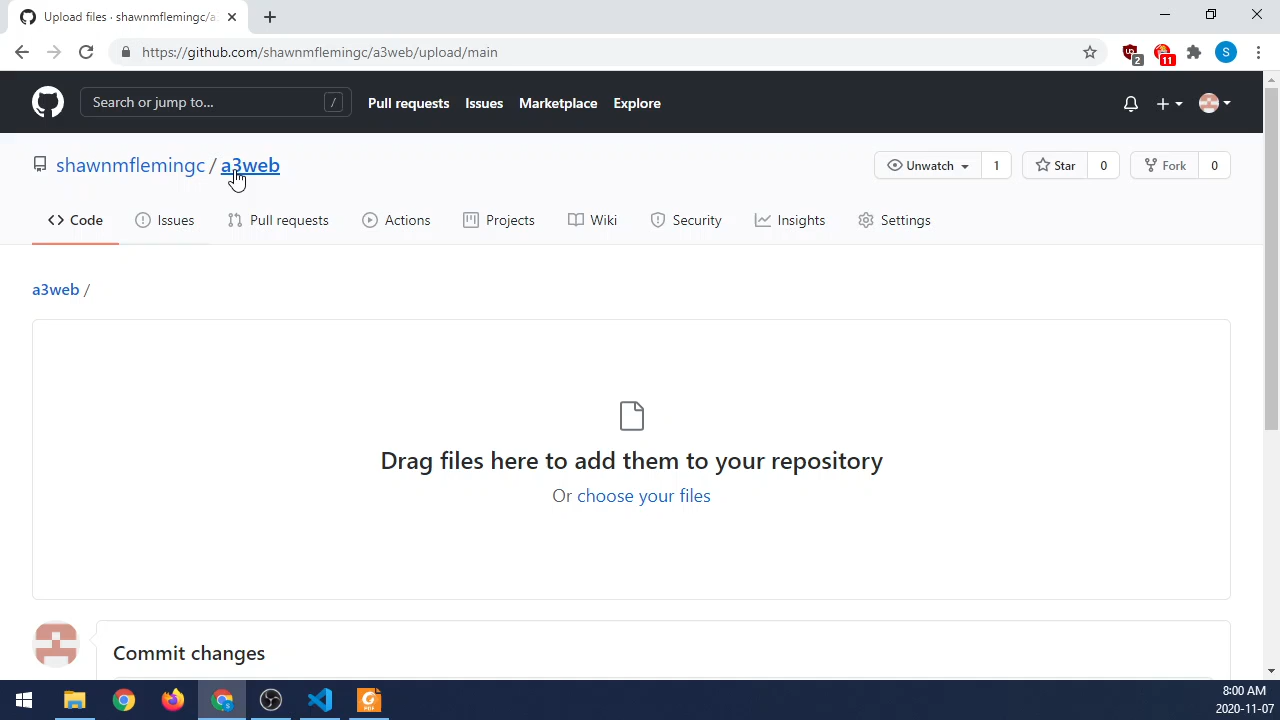 Upload files · shawnmflemingc/a
https://github.com/shawnmflemingc/a3web/upload/main
2
11
S
Search or jump to...
/
Pull requests
Issues
Marketplace
Explore
shawnmflemingc / a3web
Unwatch
1
Star
0
Fork
0
Code
Issues
Pull requests
Actions
Projects
Wiki
Security
Insights
Settings
a3web /
Drag files here to add them to your repository
Or choose your files
Commit changes
8:00 AM
2020-11-07